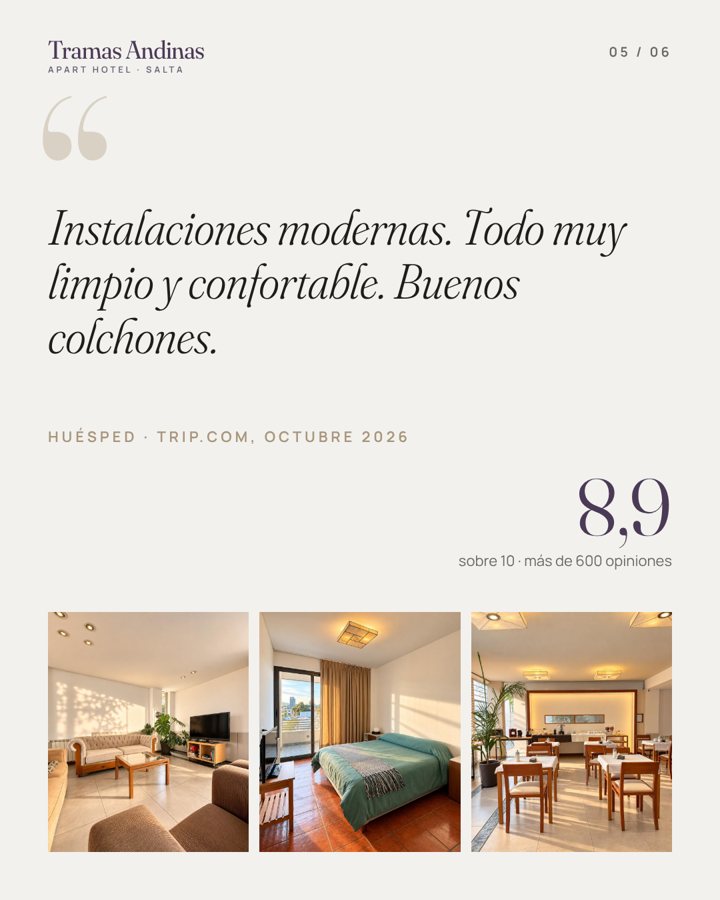 Tramas Andinas
APART HOTEL · SALTA
05 / 06
“
Instalaciones modernas. Todo muy
limpio y confortable. Buenos
colchones.
HUÉSPED · TRIP.COM, OCTUBRE 2026
8,9
sobre 10 · más de 600 opiniones